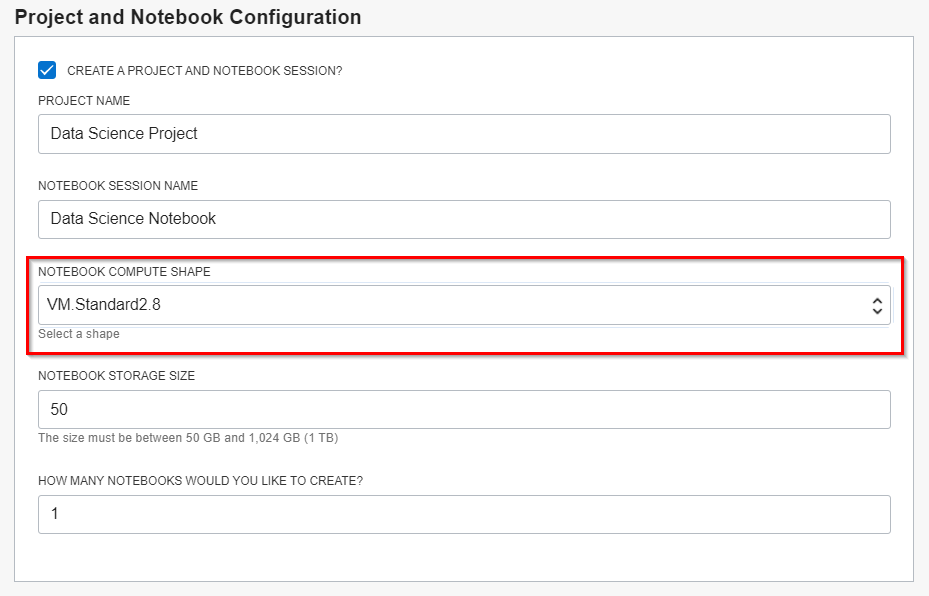 Project and Notebook Configuration
CREATE A PROJECT AND NOTEBOOK SESSION?
PROJECT NAME
Data Science Project
NOTEBOOK SESSION NAME
Data Science Notebook
NOTEBOOK COMPUTE SHAPE
VM.Standard2.8
Select a shape
NOTEBOOK STORAGE SIZE
50
The size must be between 50 GB and 1,024 GB (1 TB)
HOW MANY NOTEBOOKS WOULD YOU LIKE TO CREATE?
1